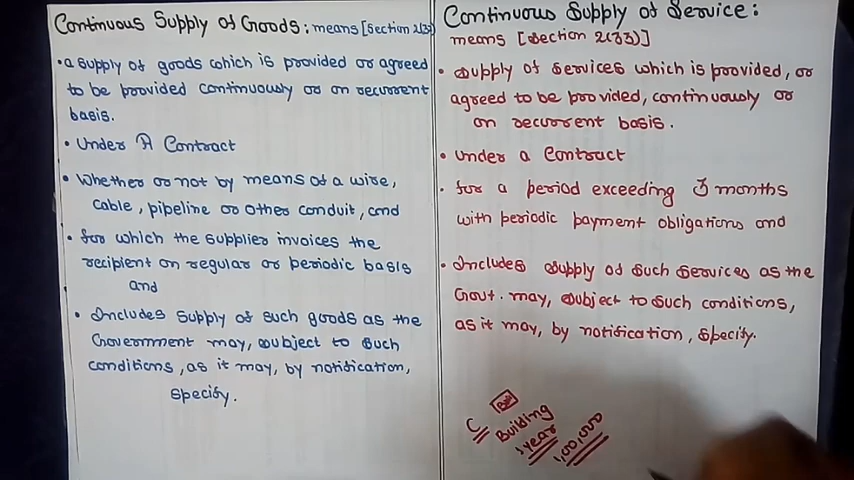 Continuous Supply of Goods: means [Section 2(32)
• a supply of goods which is provided or agreed
to be provided continuously or on recurrent
basis.
• Under A Contract
• Whether or not by means of a wire,
Cable, pipeline or other conduit, and
• for which the supplier invoices the
recipient on regular or periodic basis
and
• Includes supply of such goods as the
Government may, subject to such
conditions, as it may, by notification,
specify.
Continuous Supply of Service:
means [Section 2(33)]
• supply of services which is provided, or
agreed to be provided, continuously or
on recurrent basis.
• Under a Contract
• for a period exceeding 3 months
with periodic payment obligations and
• Includes supply of such services as the
Govt. may, subject to such conditions,
as it may, by notification, specify.
C
Building
1 year
1,00,000